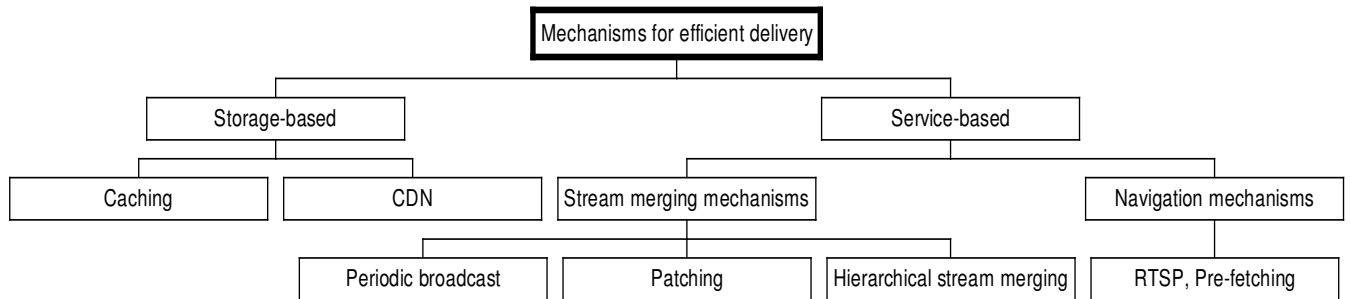 Mechanisms for efficient delivery
Storage-based
Service-based
Caching
CDN
Stream merging mechanisms
Navigation mechanisms
Periodic broadcast
Patching
Hierarchical stream merging
RTSP, Pre-fetching